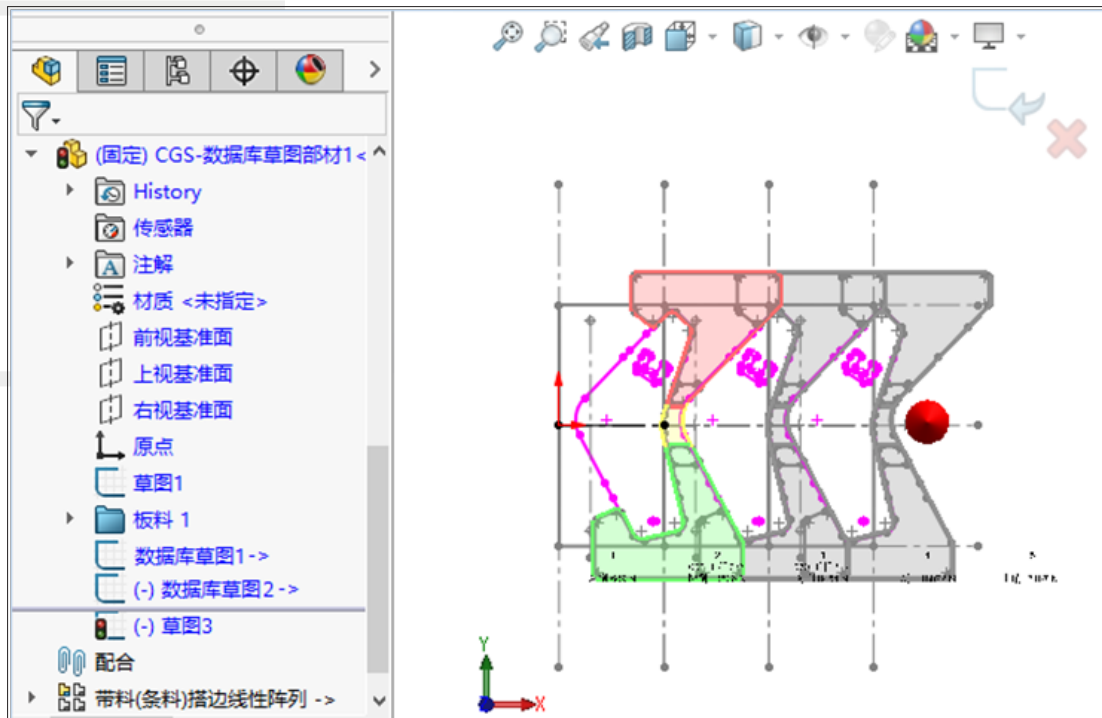 (固定) CGS-数据库草图部材1<
History
传感器
注解
材质 <未指定>
前视基准面
上视基准面
右视基准面
原点
草图1
板料 1
数据库草图1->
(-) 数据库草图2->
(-) 草图3
配合
带料(条料)搭边线性阵列 ->
1
2
3
4
5
Y
X